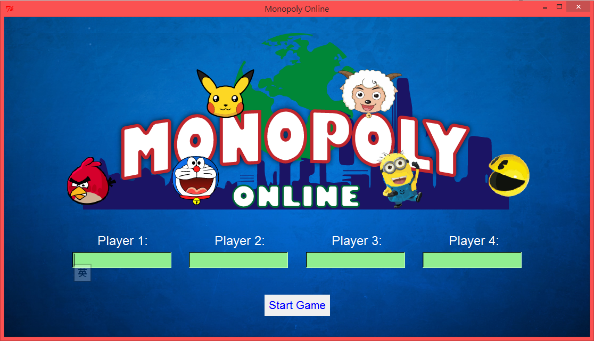 Monopoly Online
MONOPOLY
ONLINE
Player 1: Player 2: Player 3: Player 4:
英
Start Game